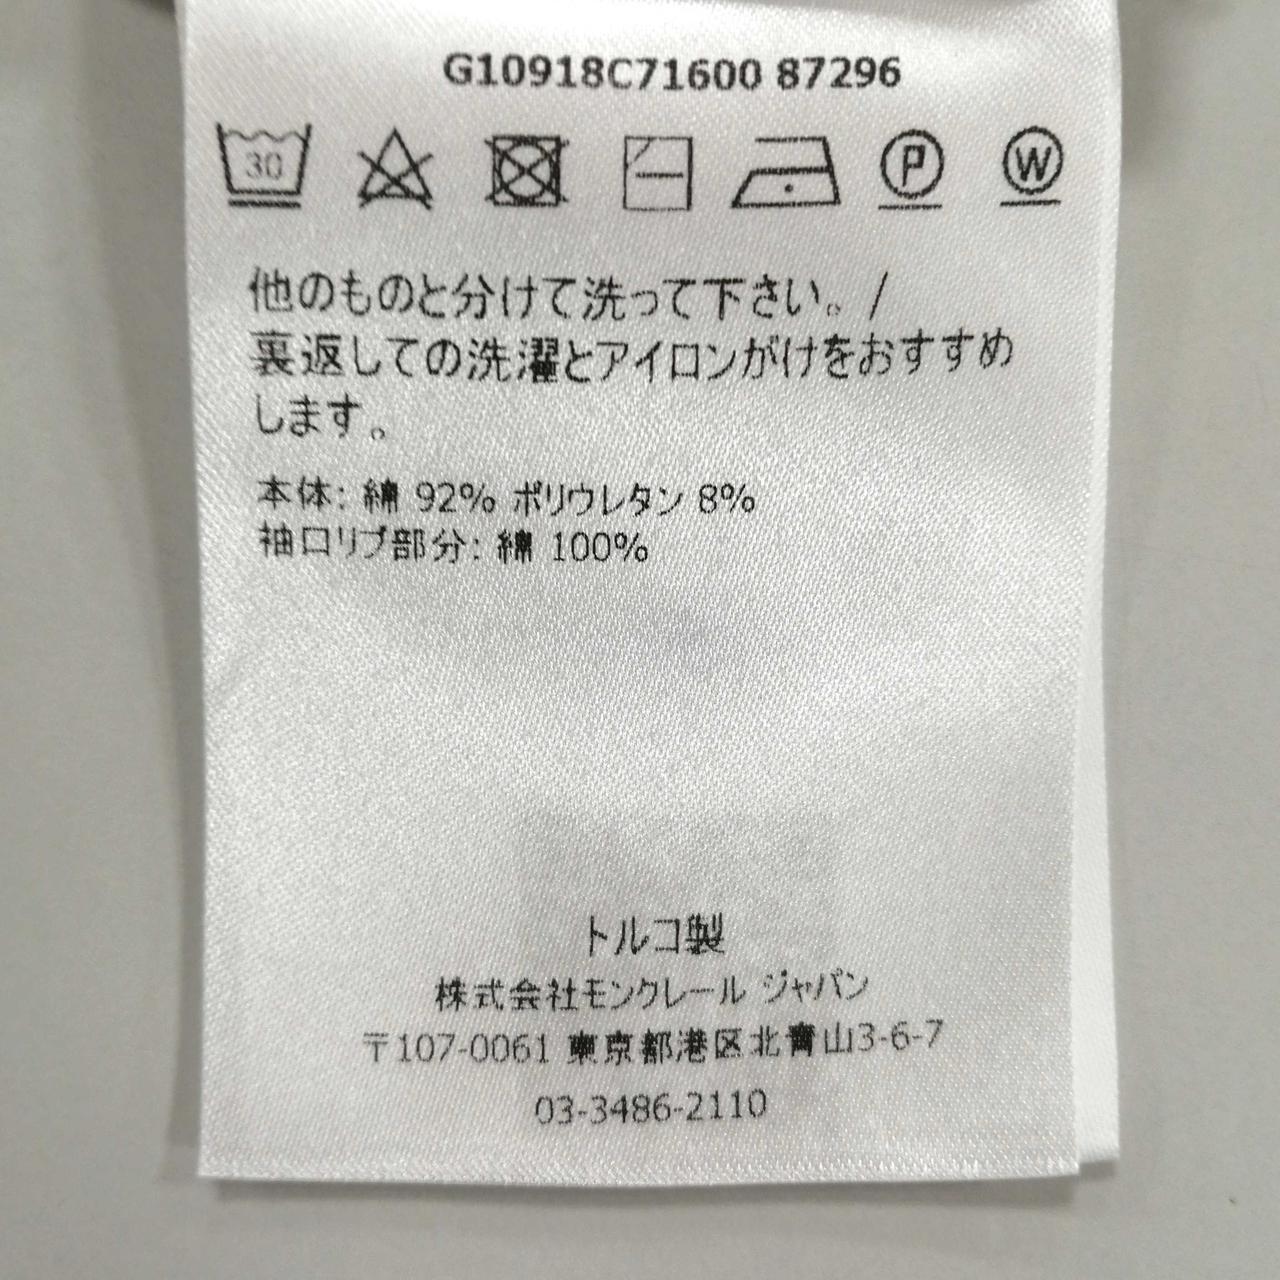 G10918C71600 87296
30
P
W
他のものと分けて洗って下さい。/
裏返しての洗濯とアイロンがけをおすすめ
します。
本体: 綿 92% ポリウレタン 8%
袖口リブ部分: 綿 100%
トルコ製
株式会社モンクレール ジャパン
〒107-0061 東京都港区北青山3-6-7
03-3486-2110